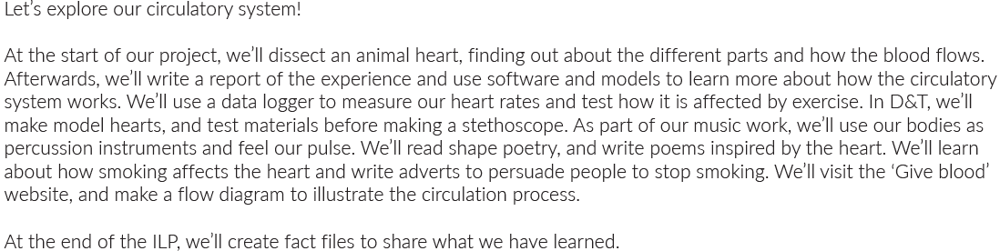 Let’s explore our circulatory system!
At the start of our project, we’ll dissect an animal heart, finding out about the different parts and how the blood flows.
Afterwards, we’ll write a report of the experience and use software and models to learn more about how the circulatory
system works. We’ll use a data logger to measure our heart rates and test how it is affected by exercise. In D&T, we’ll
make model hearts, and test materials before making a stethoscope. As part of our music work, we’ll use our bodies as
percussion instruments and feel our pulse. We’ll read shape poetry, and write poems inspired by the heart. We’ll learn
about how smoking affects the heart and write adverts to persuade people to stop smoking. We’ll visit the ‘Give blood’
website, and make a flow diagram to illustrate the circulation process.
At the end of the ILP, we’ll create fact files to share what we have learned.